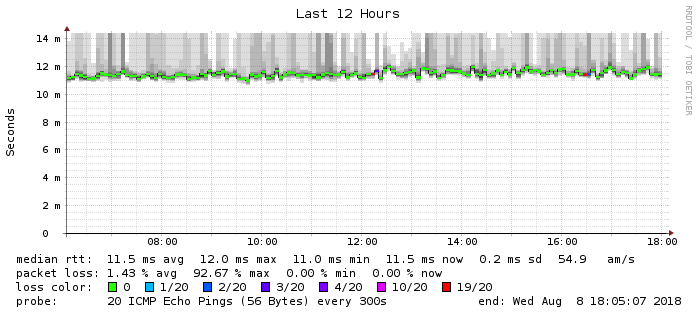 Last 12 Hours
RRDTOOL / TOBI OETIKER
Seconds
14 m
12 m
10 m
8 m
6 m
4 m
2 m
0
08:00 10:00 12:00 14:00 16:00 18:00
median rtt: 11.5 ms avg 12.0 ms max 11.0 ms min 11.5 ms now 0.2 ms sd 54.9 am/s
packet loss: 1.43 % avg 92.67 % max 0.00 % min 0.00 % now
loss color: 0 1/20 2/20 3/20 4/20 10/20 19/20
probe: 20 ICMP Echo Pings (56 Bytes) every 300s end: Wed Aug 8 18:05:07 2018